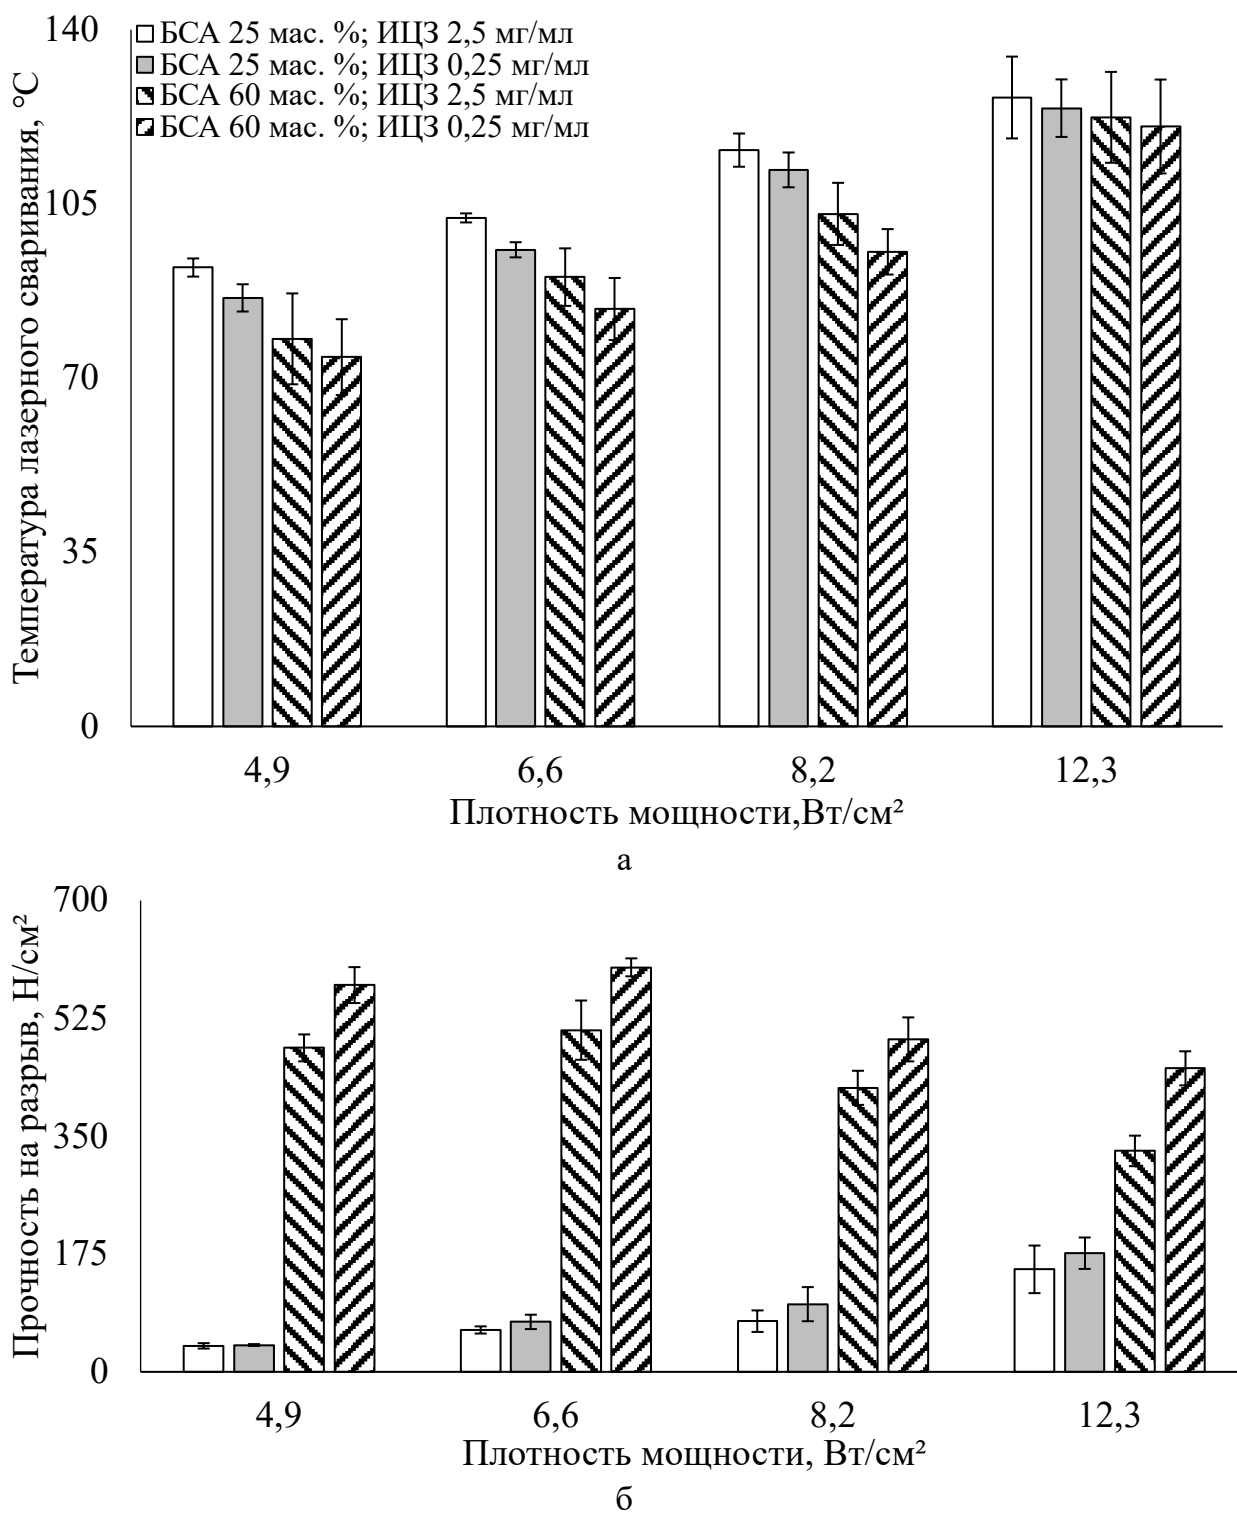 140
БСА 25 мас. %; ИЦЗ 2,5 мг/мл
БСА 25 мас. %; ИЦЗ 0,25 мг/мл
БСА 60 мас. %; ИЦЗ 2,5 мг/мл
БСА 60 мас. %; ИЦЗ 0,25 мг/мл
Температура лазерного сваривания, °C
105
70
35
0
4,9 6,6 8,2 12,3
Плотность мощности,Вт/см²
а
700
Прочность на разрыв, Н/см²
525
350
175
0
4,9 6,6 8,2 12,3
Плотность мощности, Вт/см²
б